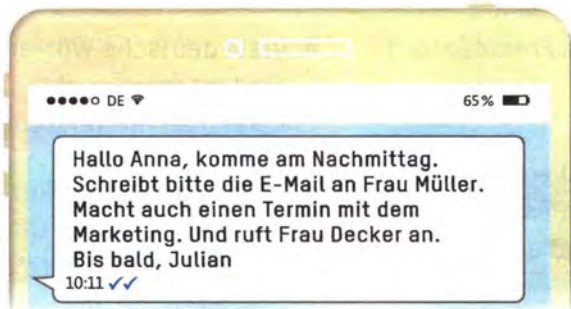 ●●●●○ DE 65%
Hallo Anna, komme am Nachmittag.
Schreibt bitte die E-Mail an Frau Müller.
Macht auch einen Termin mit dem
Marketing. Und ruft Frau Decker an.
Bis bald, Julian
10:11 ✓✓